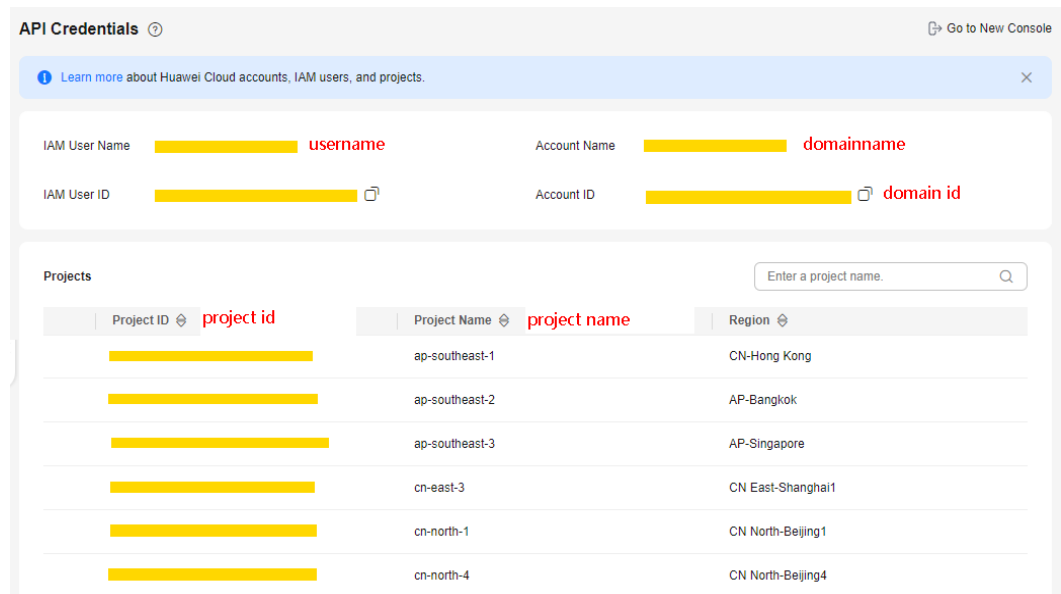 API Credentials Go to New Console
Learn more about Huawei Cloud accounts, IAM users, and projects.
IAM User Name username Account Name domainname
IAM User ID Account ID domain id
Projects Enter a project name.
Project ID project id Project Name project name Region
ap-southeast-1 CN-Hong Kong
ap-southeast-2 AP-Bangkok
ap-southeast-3 AP-Singapore
cn-east-3 CN East-Shanghai1
cn-north-1 CN North-Beijing1
cn-north-4 CN North-Beijing4